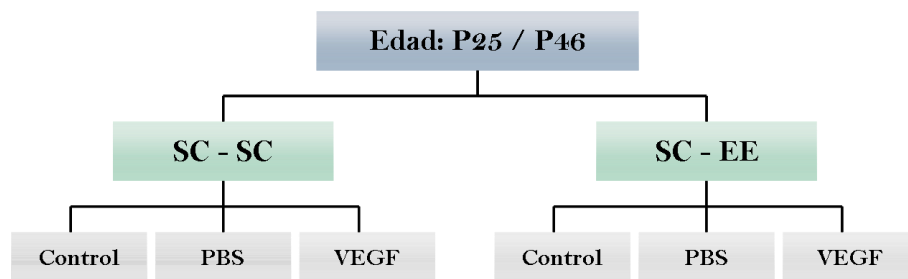 Edad: P25 / P46
SC - SC
SC - EE
Control
PBS
VEGF
Control
PBS
VEGF